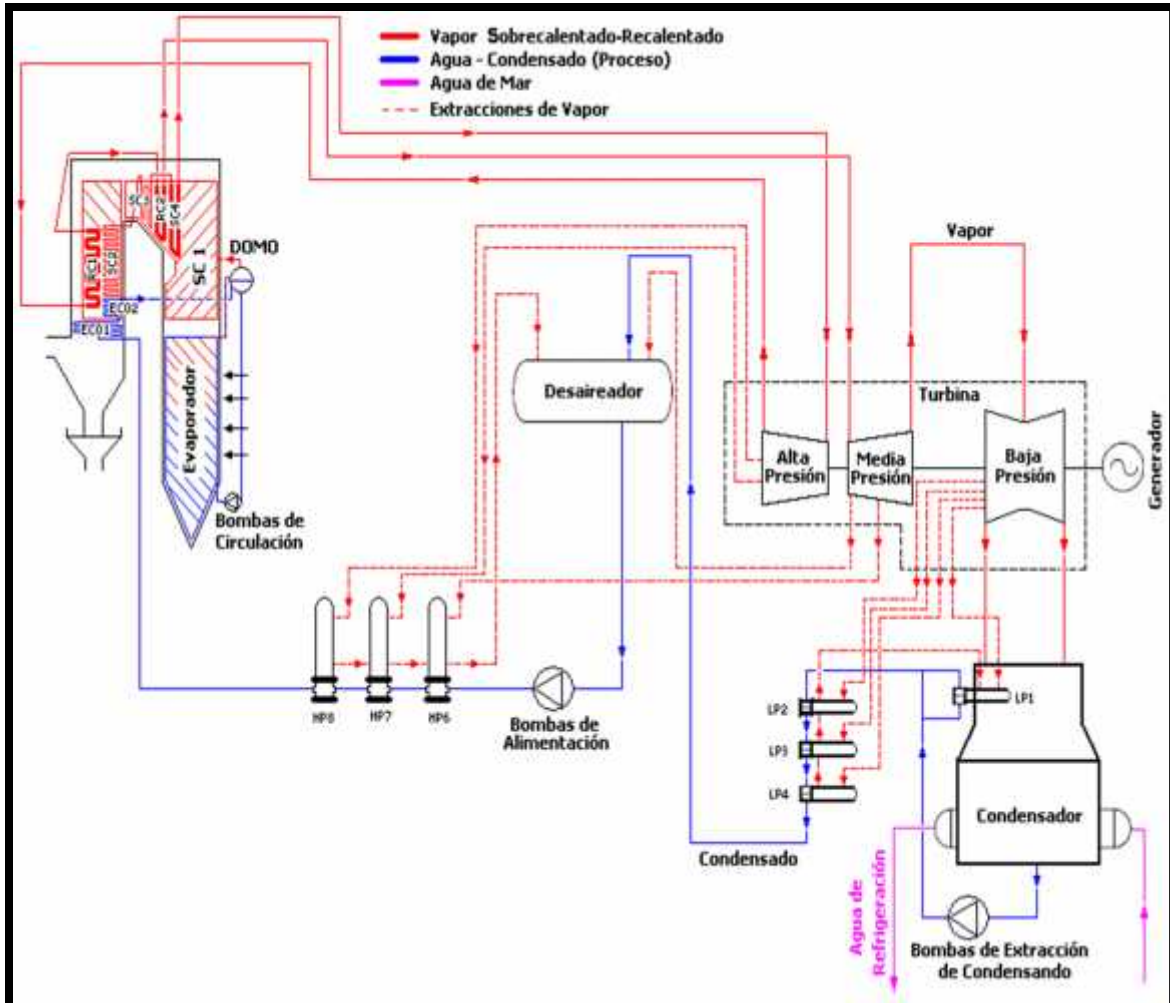 Vapor Sobrecalentado-Recalentado
Agua - Condensado (Proceso)
Agua de Mar
Extracciones de Vapor
SC3
RC2
SC4
RC1
SC2
SC 1
DOMO
ECO2
ECO1
Evaporador
Bombas de
Circulación
Vapor
Desaireador
Turbina
Alta
Presión
Media
Presión
Baja
Presión
Generador
HP8
HP7
HP6
Bombas de
Alimentación
LP1
LP2
LP3
LP4
Condensado
Condensador
Agua de
Refrigeración
Bombas de Extracción
de Condensando